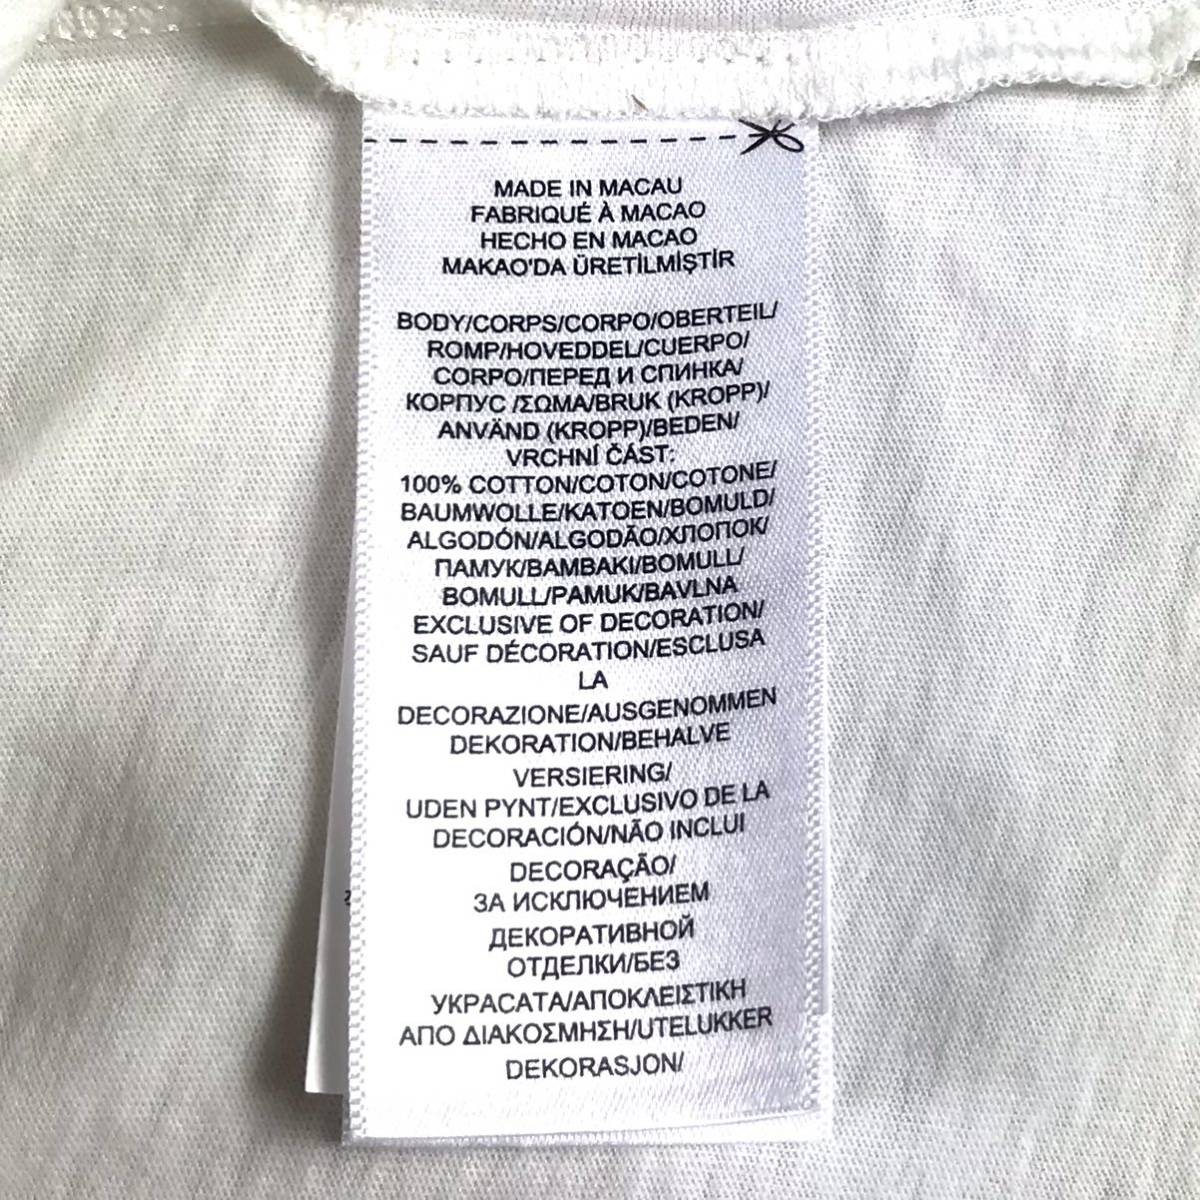 MADE IN MACAU
FABRIQUÉ À MACAO
HECHO EN MACAO
MAKAO'DA ÜRETİLMİŞTİR
BODY/CORPS/CORPO/OBERTEIL/
ROMP/HOVEDDEL/CUERPO/
CORPO/ПЕРЕД И СПИНКА/
КОРПУС /ΣΩΜΑ/BRUK (KROPP)/
ANVÄND (KROPP)/BEDEN/
VRCHNÍ ČÁST:
100% COTTON/COTON/COTONE/
BAUMWOLLE/KATOEN/BOMULD/
ALGODÓN/ALGODÃO/ХЛОПОК/
ПАМУК/ΒΑΜΒΑΚΙ/BOMULL/
BOMULL/PAMUK/BAVLNA
EXCLUSIVE OF DECORATION/
SAUF DÉCORATION/ESCLUSA
LA
DECORAZIONE/AUSGENOMMEN
DEKORATION/BEHALVE
VERSIERING/
UDEN PYNT/EXCLUSIVO DE LA
DECORACIÓN/NÃO INCLUI
DECORAÇÃO/
ЗА ИСКЛЮЧЕНИЕМ
ДЕКОРАТИВНОЙ
ОТДЕЛКИ/БЕЗ
УКРАСАТА/ΑΠΟΚΛΕΙΣΤΙΚΗ
ΑΠΟ ΔΙΑΚΟΣΜΗΣΗ/UTELUKKER
DEKORASJON/